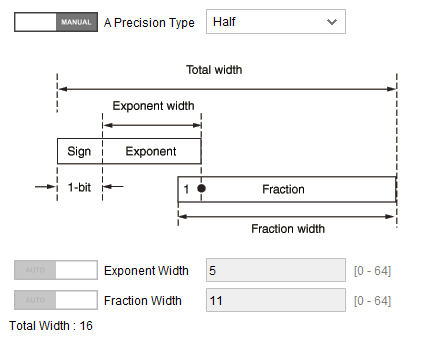 MANUAL A Precision Type Half
Total width
Exponent width
Sign Exponent
1-bit 1 Fraction
Fraction width
AUTO Exponent Width 5 [0 - 64]
AUTO Fraction Width 11 [0 - 64]
Total Width : 16